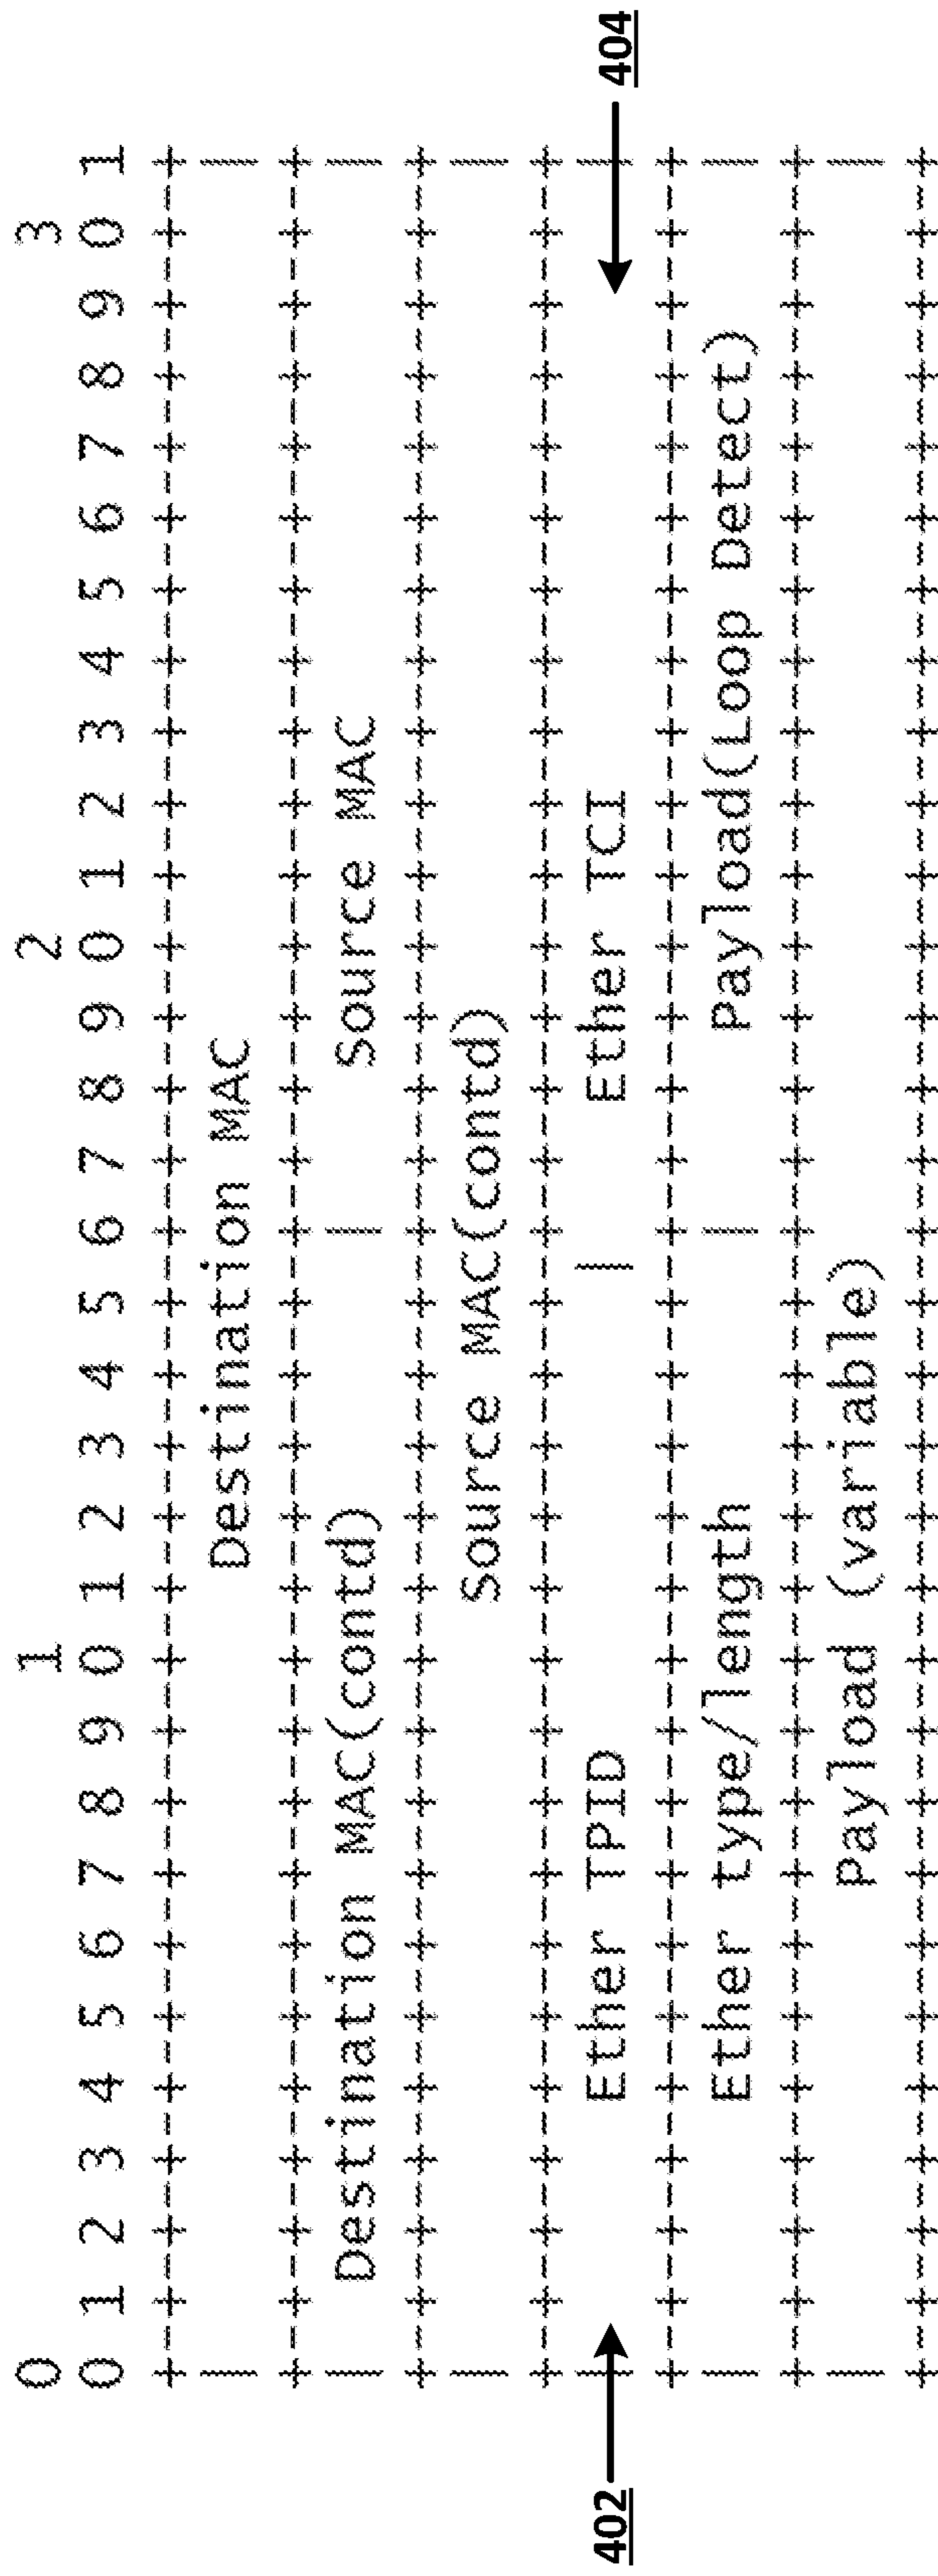 0                   1                   2                   3
0 1 2 3 4 5 6 7 8 9 0 1 2 3 4 5 6 7 8 9 0 1 2 3 4 5 6 7 8 9 0 1
+-+-+-+-+-+-+-+-+-+-+-+-+-+-+-+-+-+-+-+-+-+-+-+-+-+-+-+-+-+-+-+
|                       Destination MAC                       |
+-+-+-+-+-+-+-+-+-+-+-+-+-+-+-+-+-+-+-+-+-+-+-+-+-+-+-+-+-+-+-+
|  Destination MAC(contd)       |    Source MAC               |
+-+-+-+-+-+-+-+-+-+-+-+-+-+-+-+-+-+-+-+-+-+-+-+-+-+-+-+-+-+-+-+
|                      Source MAC(contd)                      |
+-+-+-+-+-+-+-+-+-+-+-+-+-+-+-+-+-+-+-+-+-+-+-+-+-+-+-+-+-+-+-+
402 |       Ether TPID             |    Ether TCI             | 404
+-+-+-+-+-+-+-+-+-+-+-+-+-+-+-+-+-+-+-+-+-+-+-+-+-+-+-+-+-+-+-+
|       Ether type/length       |     Payload(Loop Detect)    |
+-+-+-+-+-+-+-+-+-+-+-+-+-+-+-+-+-+-+-+-+-+-+-+-+-+-+-+-+-+-+-+
|             Payload (variable)                              |
+-+-+-+-+-+-+-+-+-+-+-+-+-+-+-+-+-+-+-+-+-+-+-+-+-+-+-+-+-+-+-+